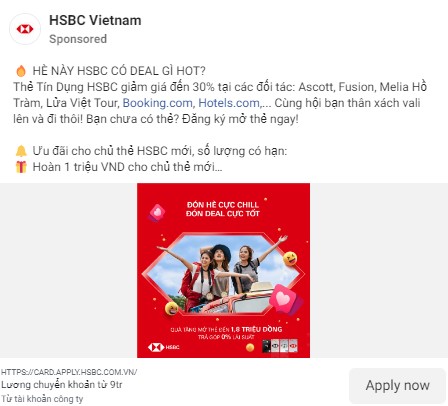 HSBC Vietnam
Sponsored
🔥 HÈ NÀY HSBC CÓ DEAL GÌ HOT?
Thẻ Tín Dụng HSBC giảm giá đến 30% tại các đối tác: Ascott, Fusion, Melia Hồ
Tràm, Lửa Việt Tour, Booking.com, Hotels.com,... Cùng hội bạn thân xách vali
lên và đi thôi! Bạn chưa có thẻ? Đăng ký mở thẻ ngay!
🔔 Ưu đãi cho chủ thẻ HSBC mới, số lượng có hạn:
🎁 Hoàn 1 triệu VND cho chủ thẻ mới…
ĐÓN HÈ CỰC CHILL
ĐÓN DEAL CỰC TỐT
QUÀ TẶNG MỞ THẺ ĐẾN 1,8 TRIỆU ĐỒNG
TRẢ GÓP 0% LÃI SUẤT
HSBC
HTTPS://CARD.APPLY.HSBC.COM.VN/
Lương chuyển khoản từ 9tr
Từ tài khoản công ty
Apply now